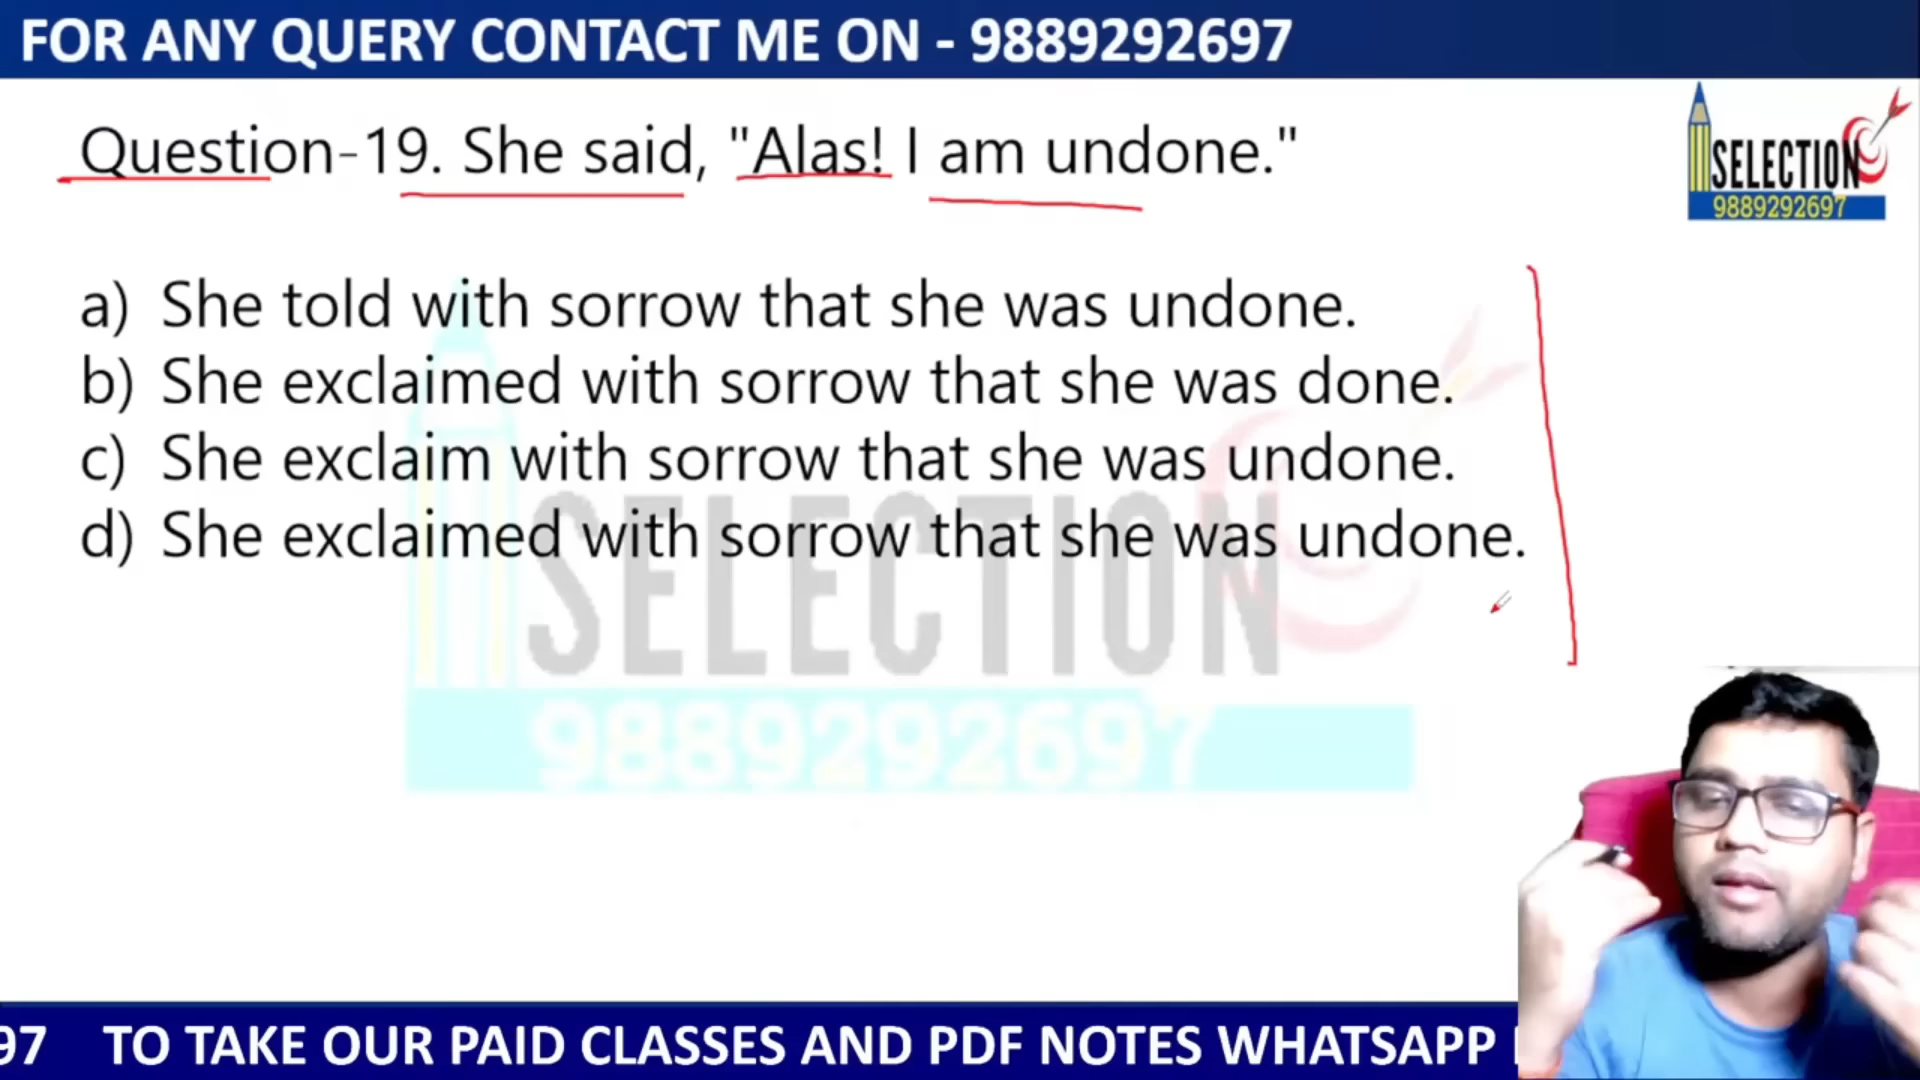 FOR ANY QUERY CONTACT ME ON - 9889292697
Question-19. She said, "Alas! I am undone."
SELECTION
9889292697
a) She told with sorrow that she was undone.
b) She exclaimed with sorrow that she was done.
c) She exclaim with sorrow that she was undone.
d) She exclaimed with sorrow that she was undone.
SELECTION
9889292697
97 TO TAKE OUR PAID CLASSES AND PDF NOTES WHATSAPP